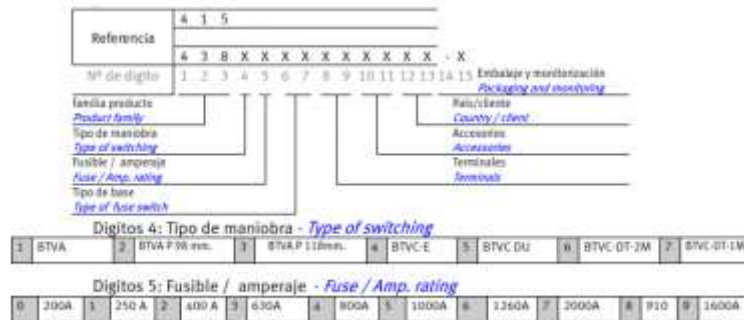 4 1 5
Referencia
4 3 8 X X X X X X X X X - X
Nº de dígito 1 2 3 4 5 6 7 8 9 10 11 12 13 14 15 Embalaje y monitorización
Packaging and monitoring
familia producto
Product family
País/cliente
Country / client
Tipo de maniobra
Type of switching
Accesorios
Accessories
Fusible / amperaje
Fuse / Amp. rating
Terminales
Terminals
Tipo de base
Type of fuse switch
Digitos 4: Tipo de maniobra - Type of switching
1 BTVA 2 BTVA P 98 mm. 3 BTVA P 118mm. 4 BTVC-E 5 BTVC DU 6 BTVC-DT-2M 7 BTVC-DT-1M
Digitos 5: Fusible / amperaje - Fuse / Amp. rating
0 200A 1 250 A 2 400 A 3 630A 4 800A 5 1000A 6 1260A 7 2000A 8 910 9 1600A